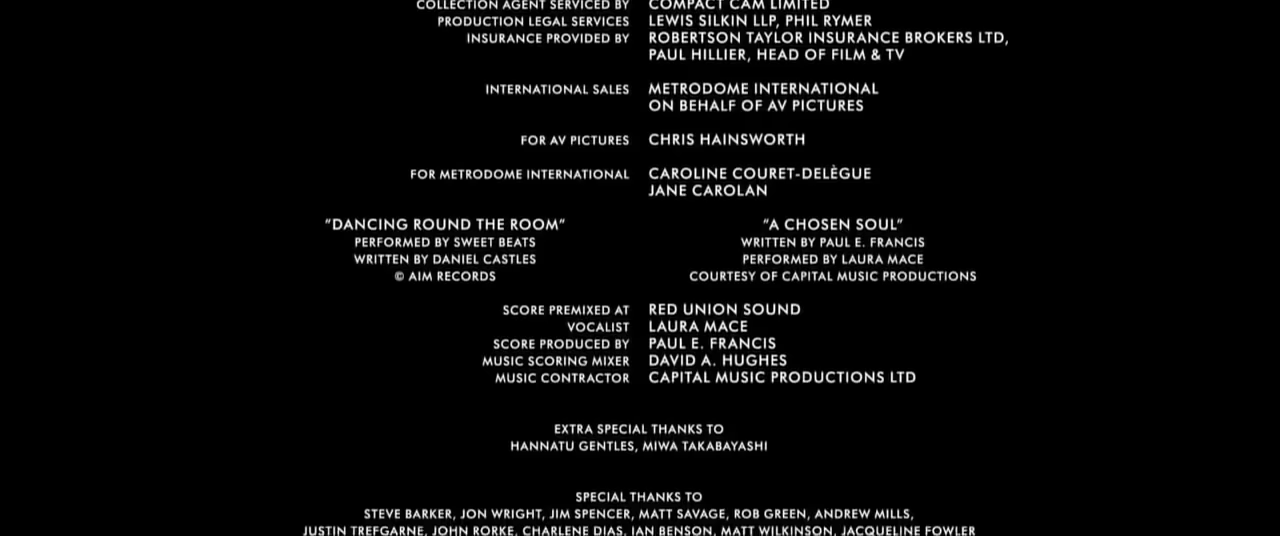 COLLECTION AGENT SERVICED BY COMPACT CAM LIMITED
PRODUCTION LEGAL SERVICES LEWIS SILKIN LLP, PHIL RYMER
INSURANCE PROVIDED BY ROBERTSON TAYLOR INSURANCE BROKERS LTD,
PAUL HILLIER, HEAD OF FILM & TV
INTERNATIONAL SALES METRODOME INTERNATIONAL
ON BEHALF OF AV PICTURES
FOR AV PICTURES CHRIS HAINSWORTH
FOR METRODOME INTERNATIONAL CAROLINE COURET-DELÈGUE
JANE CAROLAN
"DANCING ROUND THE ROOM"
PERFORMED BY SWEET BEATS
WRITTEN BY DANIEL CASTLES
© AIM RECORDS
"A CHOSEN SOUL"
WRITTEN BY PAUL E. FRANCIS
PERFORMED BY LAURA MACE
COURTESY OF CAPITAL MUSIC PRODUCTIONS
SCORE PREMIXED AT RED UNION SOUND
VOCALIST LAURA MACE
SCORE PRODUCED BY PAUL E. FRANCIS
MUSIC SCORING MIXER DAVID A. HUGHES
MUSIC CONTRACTOR CAPITAL MUSIC PRODUCTIONS LTD
EXTRA SPECIAL THANKS TO
HANNATU GENTLES, MIWA TAKABAYASHI
SPECIAL THANKS TO
STEVE BARKER, JON WRIGHT, JIM SPENCER, MATT SAVAGE, ROB GREEN, ANDREW MILLS,
JUSTIN TREFGARNE, JOHN RORKE, CHARLENE DIAS, IAN BENSON, MATT WILKINSON, JACQUELINE FOWLER